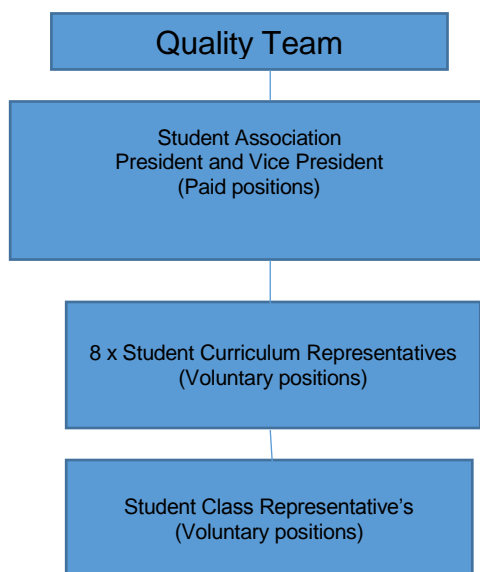 Quality Team
Student Association
President and Vice President
(Paid positions)
8 x Student Curriculum Representatives
(Voluntary positions)
Student Class Representative’s
(Voluntary positions)